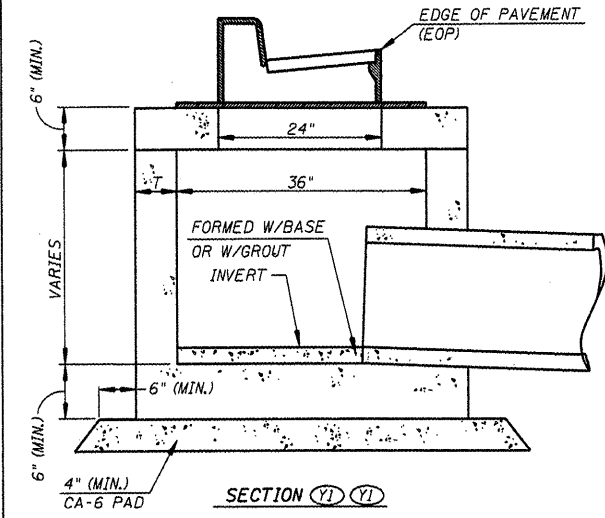 EDGE OF PAVEMENT
(EOP)
6" (MIN.)
24"
T
36"
VARIES
FORMED W/BASE
OR W/GROUT
INVERT
6" (MIN.)
6" (MIN.)
4" (MIN.)
CA-6 PAD
SECTION Y1 Y1